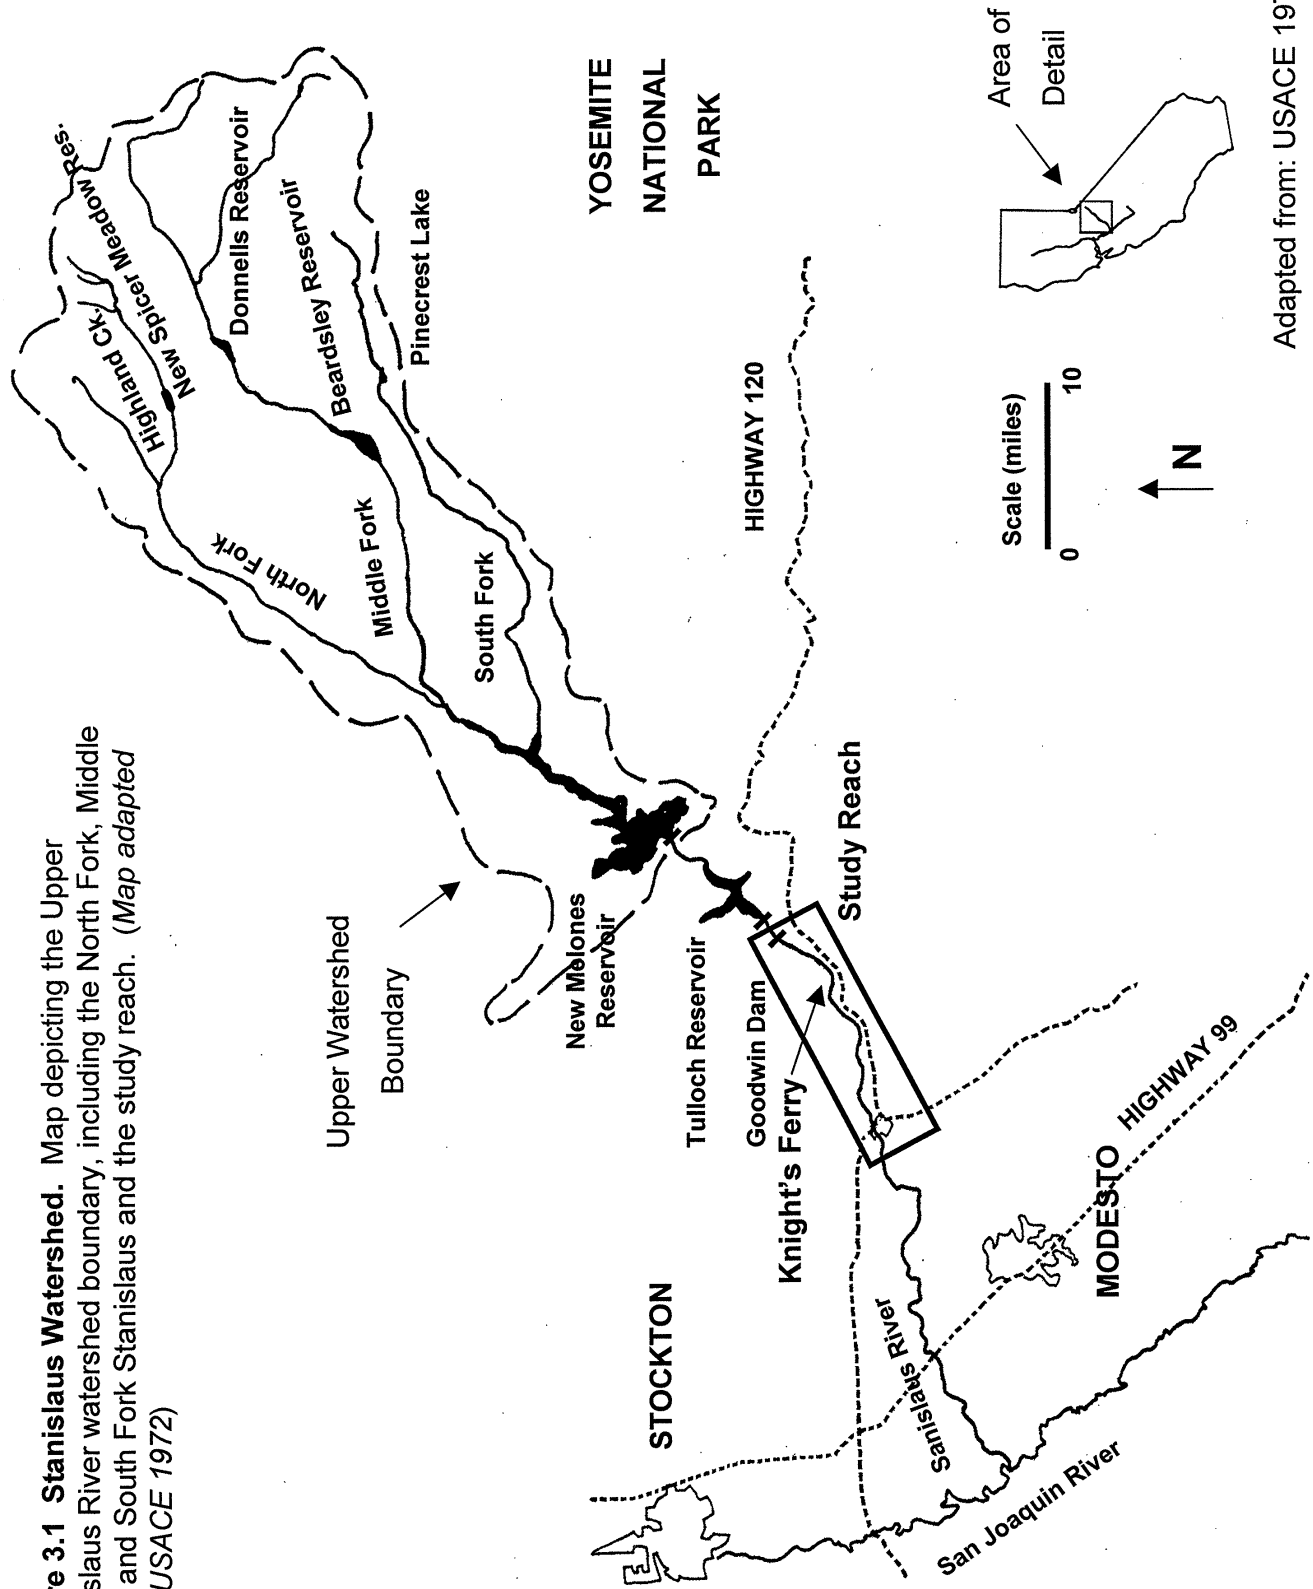 e 3.1 Stanislaus Watershed. Map depicting the Upper
slaus River watershed boundary, including the North Fork, Middle
and South Fork Stanislaus and the study reach. (Map adapted
USACE 1972)
Highland Ck.
New Spicer Meadow Res.
Donnells Reservoir
Beardsley Reservoir
Pinecrest Lake
North Fork
Middle Fork
South Fork
YOSEMITE
NATIONAL
PARK
Upper Watershed
Boundary
New Melones
Reservoir
Tulloch Reservoir
Goodwin Dam
Knight's Ferry
Study Reach
HIGHWAY 120
STOCKTON
Sanislaus River
San Joaquin River
MODESTO
HIGHWAY 99
Scale (miles)
0 10
N
Area of
Detail
Adapted from: USACE 197